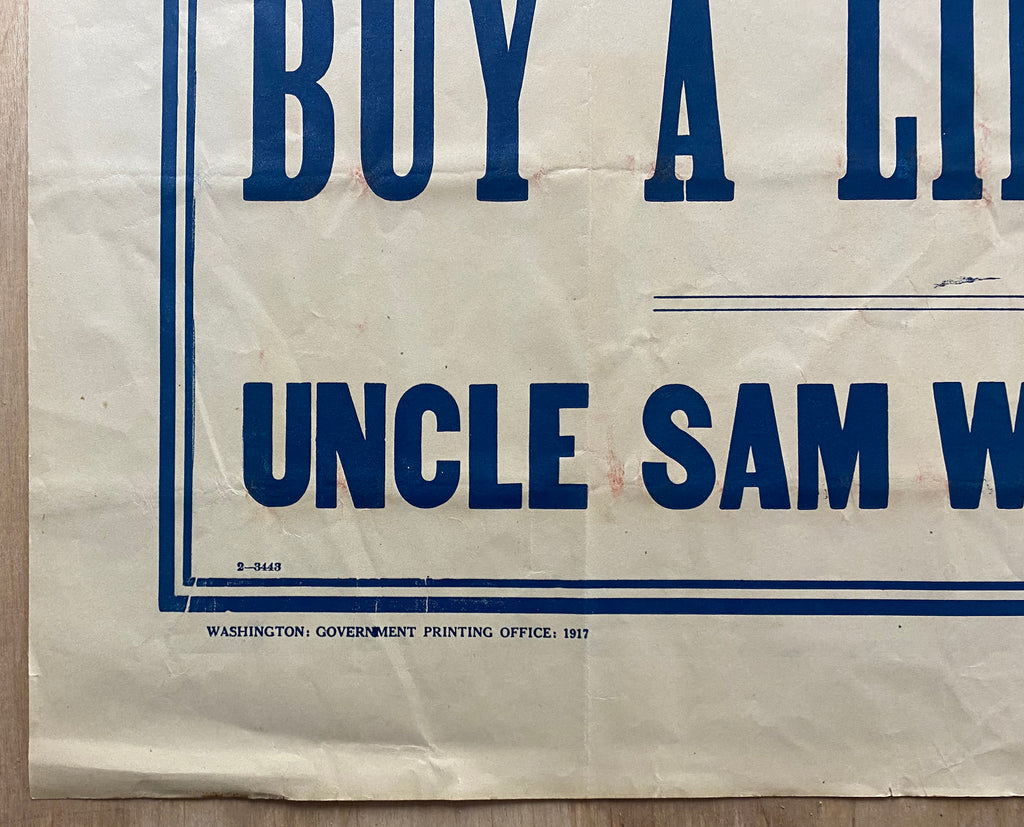 BUY A LI
UNCLE SAM W
2—3443
WASHINGTON: GOVERNMENT PRINTING OFFICE: 1917